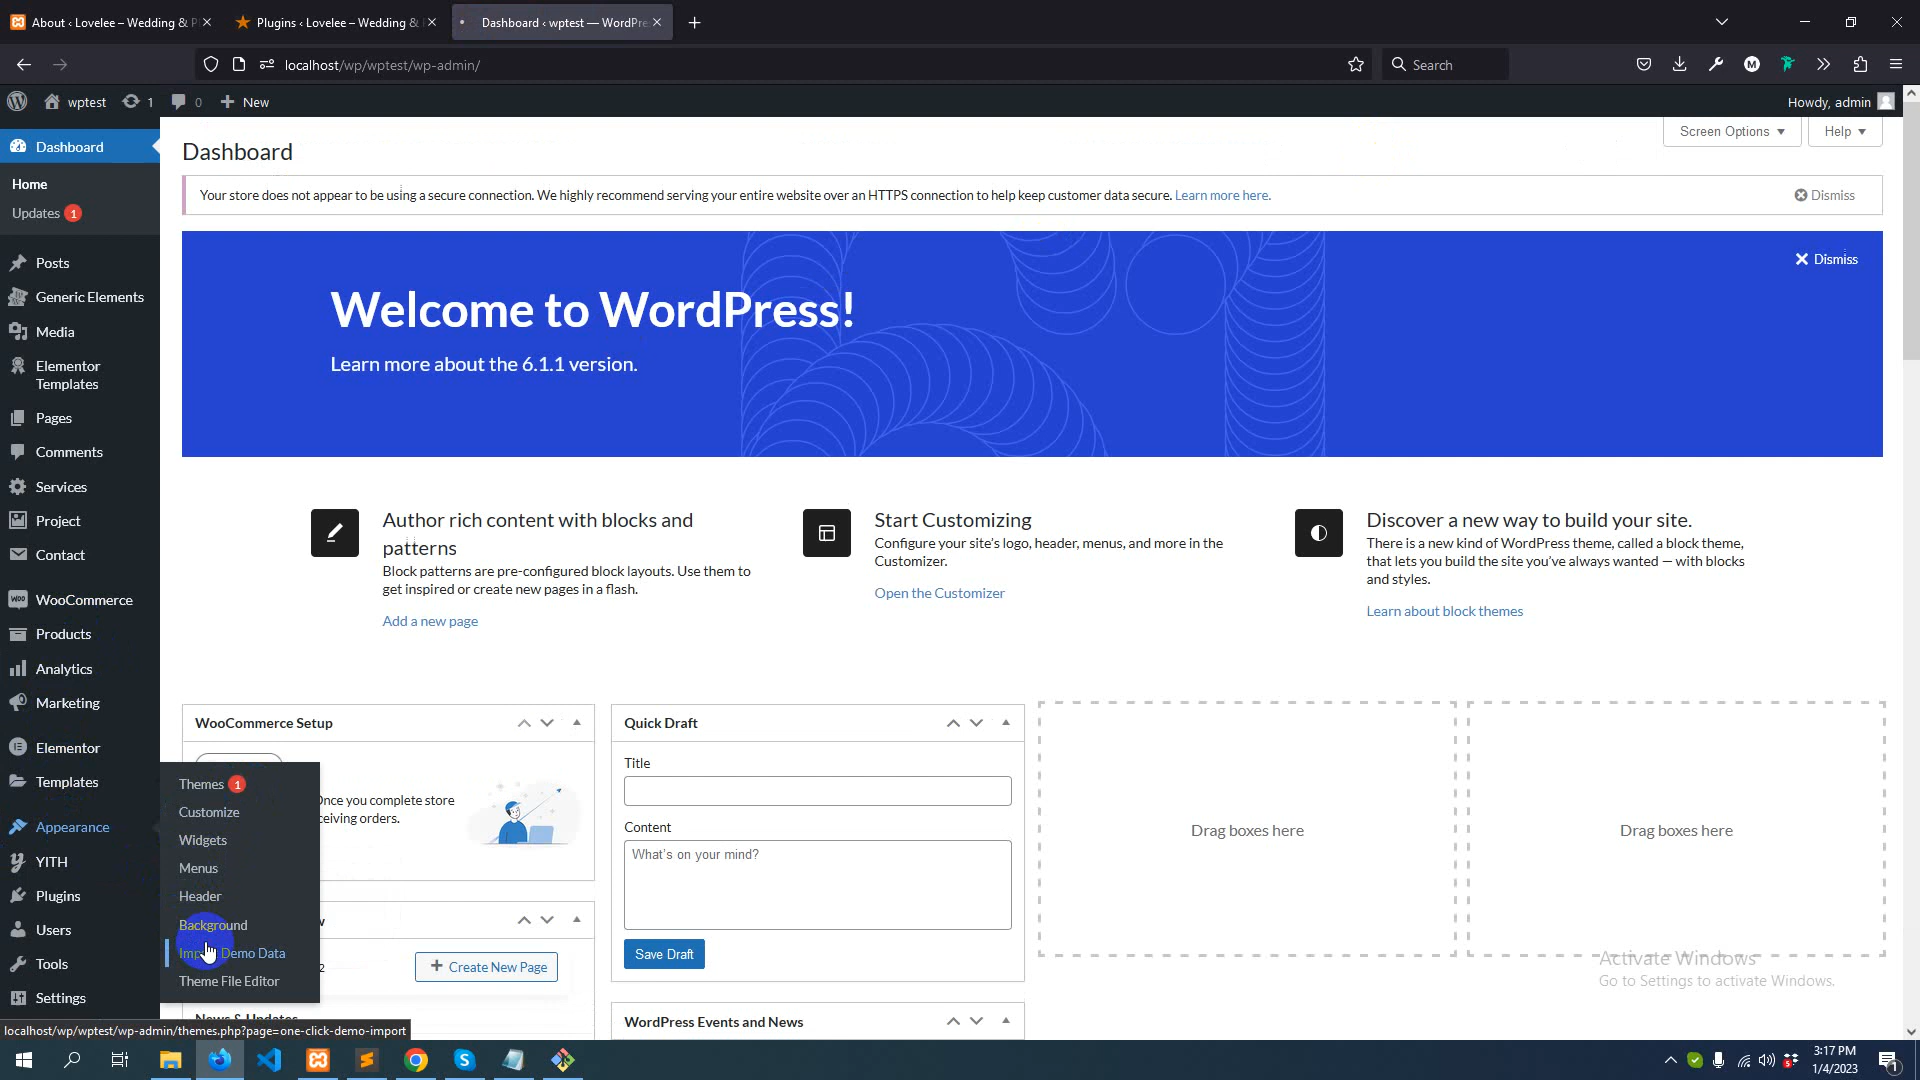 About ‹ Lovelee – Wedding & P
Plugins ‹ Lovelee – Wedding &
Dashboard ‹ wptest — WordPre
localhost/wp/wptest/wp-admin/
Search
wptest
1
0
New
Howdy, admin
Screen Options
Help
Dashboard
Home
Updates 1
Posts
Generic Elements
Media
Elementor
Templates
Pages
Comments
Services
Project
Contact
WooCommerce
Products
Analytics
Marketing
Elementor
Templates
Appearance
YITH
Plugins
Users
Tools
Settings
Themes 1
Customize
Widgets
Menus
Header
Background
Demo Data
Theme File Editor
Dashboard
Your store does not appear to be using a secure connection. We highly recommend serving your entire website over an HTTPS connection to help keep customer data secure. Learn more here.
Dismiss
Dismiss
Welcome to WordPress!
Learn more about the 6.1.1 version.
Author rich content with blocks and
patterns
Block patterns are pre-configured block layouts. Use them to
get inspired or create new pages in a flash.
Add a new page
Start Customizing
Configure your site's logo, header, menus, and more in the
Customizer.
Open the Customizer
Discover a new way to build your site.
There is a new kind of WordPress theme, called a block theme,
that lets you build the site you've always wanted — with blocks
and styles.
Learn about block themes
WooCommerce Setup
Once you complete store
ceiving orders.
Create New Page
News & Updates
Quick Draft
Title
Content
What's on your mind?
Save Draft
WordPress Events and News
Drag boxes here
Drag boxes here
Activate Windows
Go to Settings to activate Windows.
localhost/wp/wptest/wp-admin/themes.php?page=one-click-demo-import
3:17 PM
1/4/2023